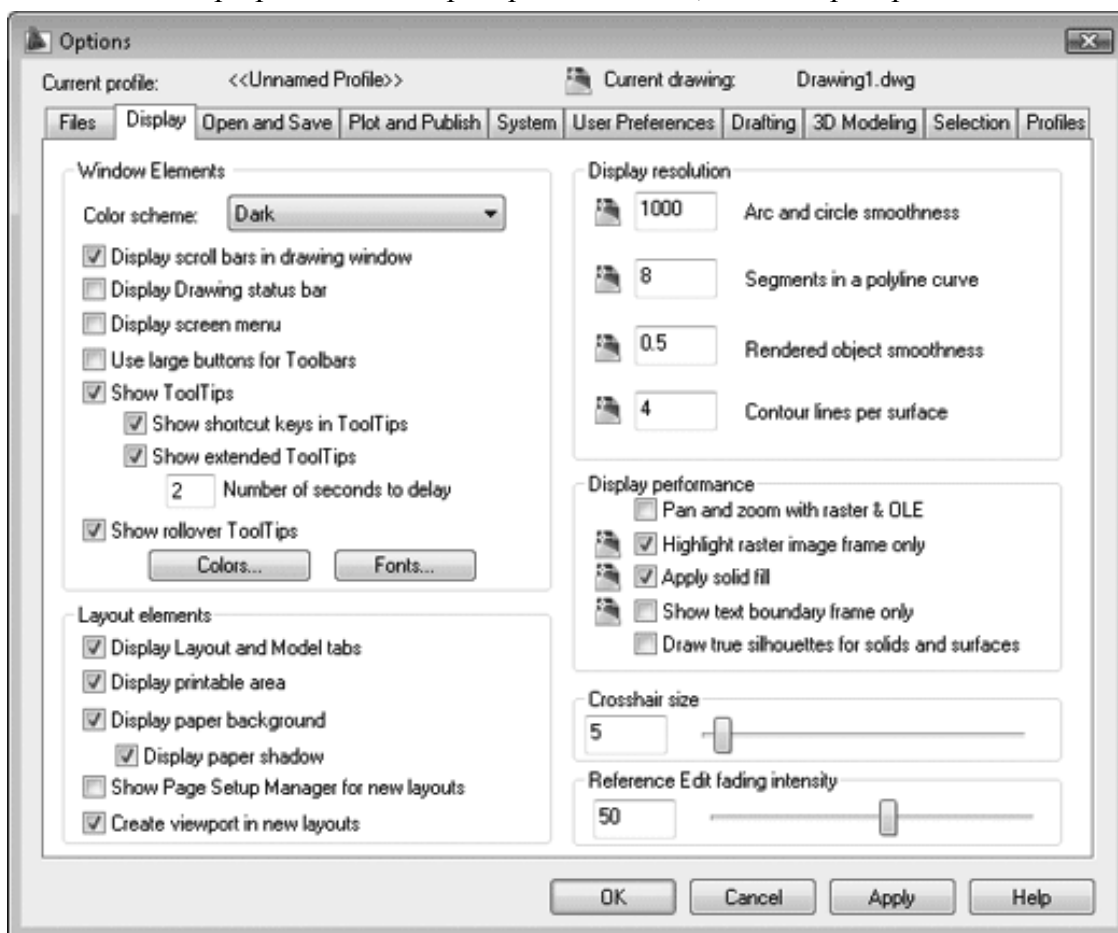 Options
Current profile: <<Unnamed Profile>> Current drawing: Drawing1.dwg
Files Display Open and Save Plot and Publish System User Preferences Drafting 3D Modeling Selection Profiles
Window Elements
Color scheme: Dark
Display scroll bars in drawing window
Display Drawing status bar
Display screen menu
Use large buttons for Toolbars
Show ToolTips
Show shortcut keys in ToolTips
Show extended ToolTips
2 Number of seconds to delay
Show rollover ToolTips
Colors... Fonts...
Layout elements
Display Layout and Model tabs
Display printable area
Display paper background
Display paper shadow
Show Page Setup Manager for new layouts
Create viewport in new layouts
Display resolution
1000 Arc and circle smoothness
8 Segments in a polyline curve
0.5 Rendered object smoothness
4 Contour lines per surface
Display performance
Pan and zoom with raster & OLE
Highlight raster image frame only
Apply solid fill
Show text boundary frame only
Draw true silhouettes for solids and surfaces
Crosshair size
5
Reference Edit fading intensity
50
OK Cancel Apply Help